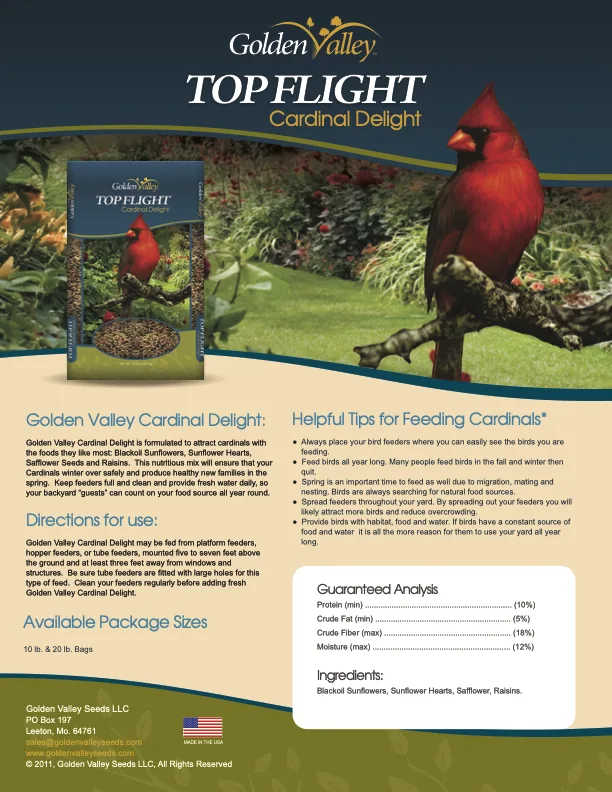 Golden Valley™
TOP FLIGHT
Cardinal Delight
Golden Valley
Golden Valley
TOP FLIGHT
Cardinal Delight
TOP FLIGHT
TOP FLIGHT
Golden Valley Cardinal Delight:
Golden Valley Cardinal Delight is formulated to attract cardinals with
the foods they like most: Blackoil Sunflowers, Sunflower Hearts,
Safflower Seeds and Raisins. This nutritious mix will ensure that your
Cardinals winter over safely and produce healthy new families in the
spring. Keep feeders full and clean and provide fresh water daily, so
your backyard “guests” can count on your food source all year round.
Directions for use:
Golden Valley Cardinal Delight may be fed from platform feeders,
hopper feeders, or tube feeders, mounted five to seven feet above
the ground and at least three feet away from windows and
structures. Be sure tube feeders are fitted with large holes for this
type of feed. Clean your feeders regularly before adding fresh
Golden Valley Cardinal Delight.
Available Package Sizes
10 lb. & 20 lb. Bags
Helpful Tips for Feeding Cardinals*
● Always place your bird feeders where you can easily see the birds you are
feeding.
● Feed birds all year long. Many people feed birds in the fall and winter then
quit.
● Spring is an important time to feed as well due to migration, mating and
nesting. Birds are always searching for natural food sources.
● Spread feeders throughout your yard. By spreading out your feeders you will
likely attract more birds and reduce overcrowding.
● Provide birds with habitat, food and water. If birds have a constant source of
food and water it is all the more reason for them to use your yard all year
long.
Guaranteed Analysis
Protein (min) ........................................................................ (10%)
Crude Fat (min) ................................................................... (5%)
Crude Fiber (max) .............................................................. (18%)
Moisture (max) .................................................................... (12%)
Ingredients:
Blackoil Sunflowers, Sunflower Hearts, Safflower, Raisins.
Golden Valley Seeds LLC
PO Box 197
Leeton, Mo. 64761
sales@goldenvalleyseeds.com
www.goldenvalleyseeds.com
© 2011, Golden Valley Seeds LLC, All Rights Reserved
MADE IN THE USA